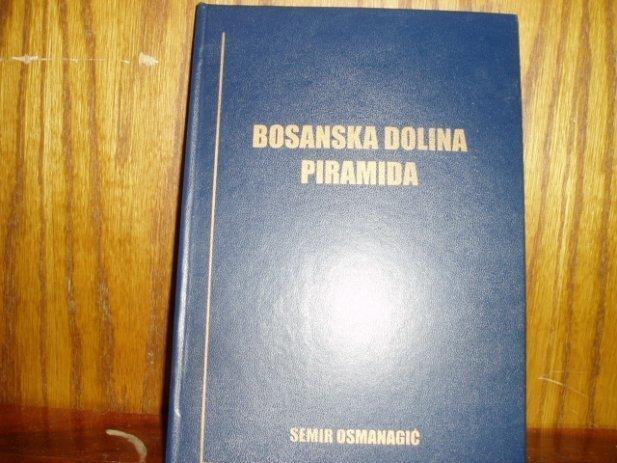 BOSANSKA DOLINA
PIRAMIDA
SEMIR OSMANAGIĆ